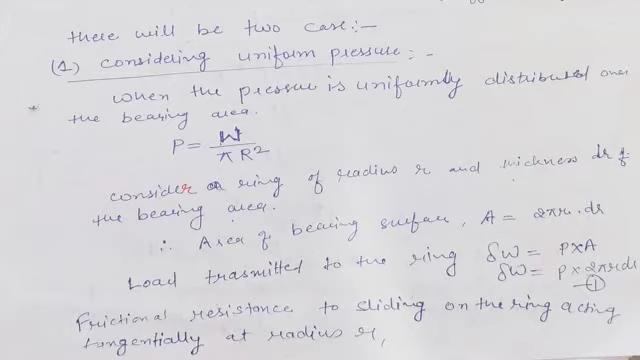 there will be two case:-
(1) considering uniform pressure:-
* when the pressure is uniformly distributed over
the bearing area.
P = W / πR²
consider a ring of radius r and thickness dr of
the bearing area.
∴ Area of bearing surface, A = 2πr.dr
Load trasmitted to the ring δW = P×A
δW = P × 2πrdr
①
Frictional resistance to sliding on the ring acting
tangentially at radius r,